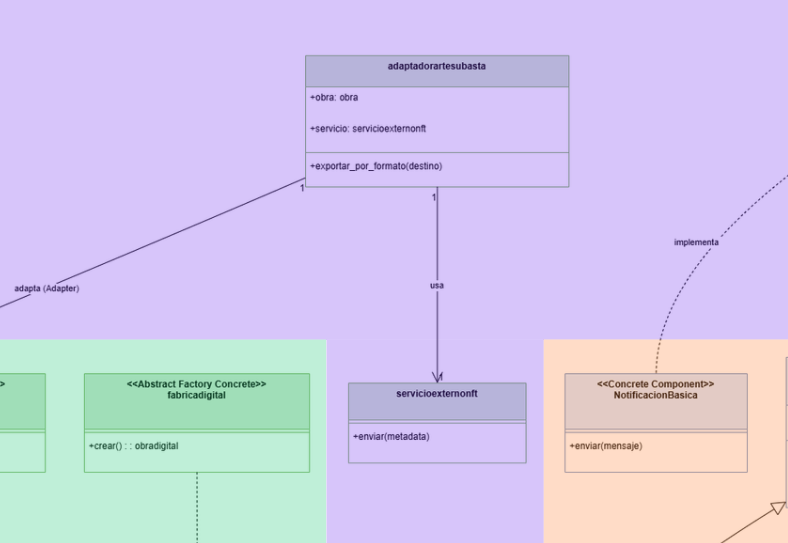 adaptadorartesubasta
+obra: obra
+servicio: servicioexternonft
+exportar_por_formato(destino)
1
1
implementa
usa
adapta (Adapter)
1
>
<<Abstract Factory Concrete>>
fabricadigital
+crear() : : obradigital
servicioexternonft
+enviar(metadata)
<<Concrete Component>>
NotificacionBasica
+enviar(mensaje)